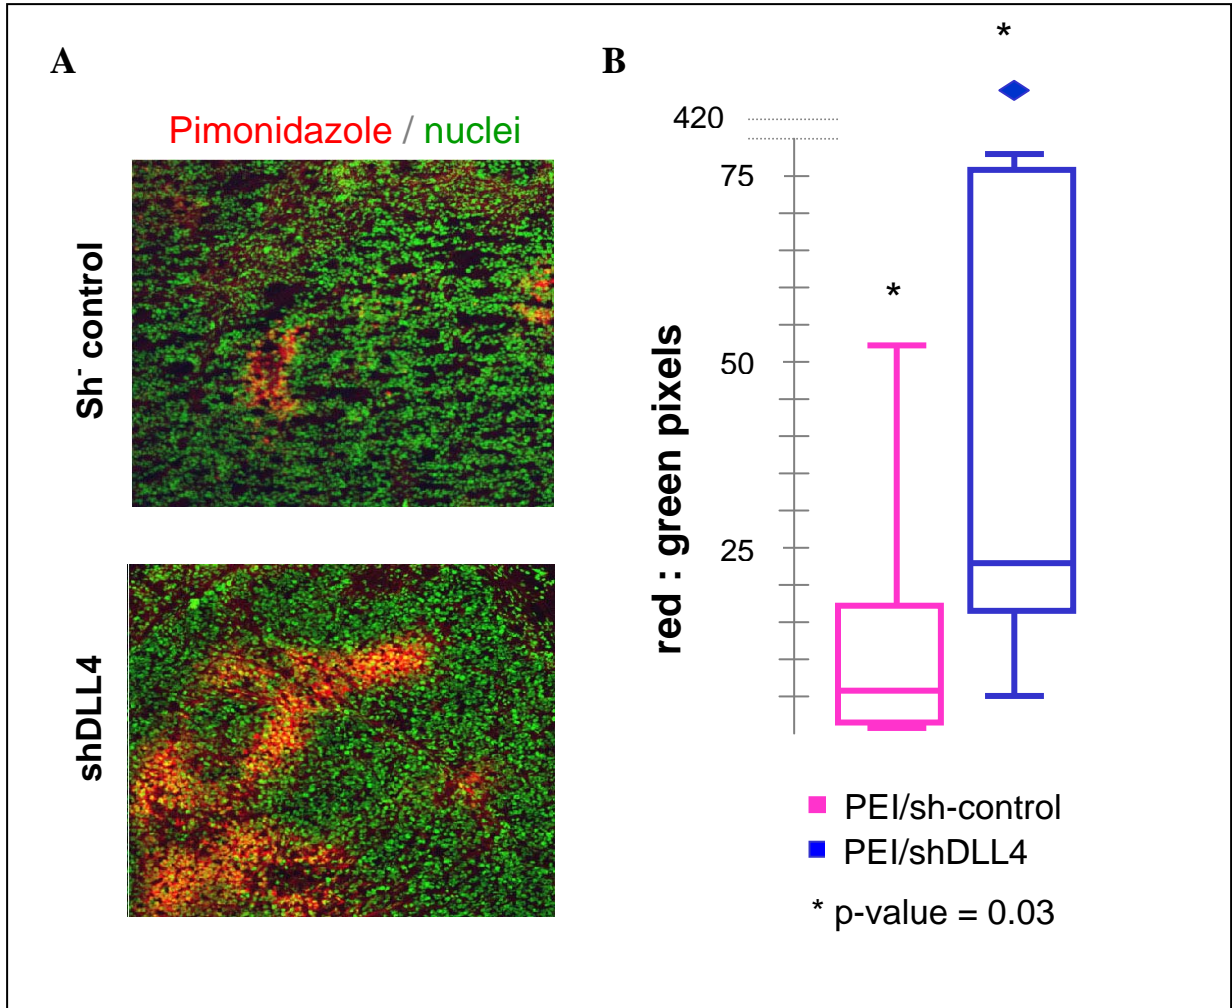 A
Pimonidazole / nuclei
Sh- control
shDLL4
B
*
*
420
75
50
25
red : green pixels
PEI/sh-control
PEI/shDLL4
* p-value = 0.03